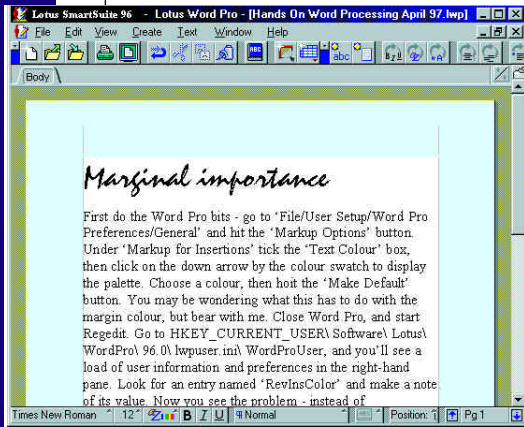 Lotus SmartSuite 96 - Lotus Word Pro - [Hands On Word Processing April 97.lwp]
File Edit View Create Text Window Help
ABC abc B I U A
Body
Marginal importance
First do the Word Pro bits - go to 'File/User Setup/Word Pro
Preferences/General' and hit the 'Markup Options' button.
Under 'Markup for Insertions' tick the 'Text Colour' box,
then click on the down arrow by the colour swatch to display
the palette. Choose a colour, then hoit the 'Make Default'
button. You may be wondering what this has to do with the
margin colour, but bear with me. Close Word Pro, and start
Regedit. Go to HKEY_CURRENT_USER\ Software\ Lotus\
WordPro\ 96.0\ lwpuser.ini\ WordProUser, and you'll see a
load of user information and preferences in the right-hand
pane. Look for an entry named 'RevInsColor' and make a note
of its value. Now you see the problem - instead of
Times New Roman 12 B I U Normal Position: Pg 1